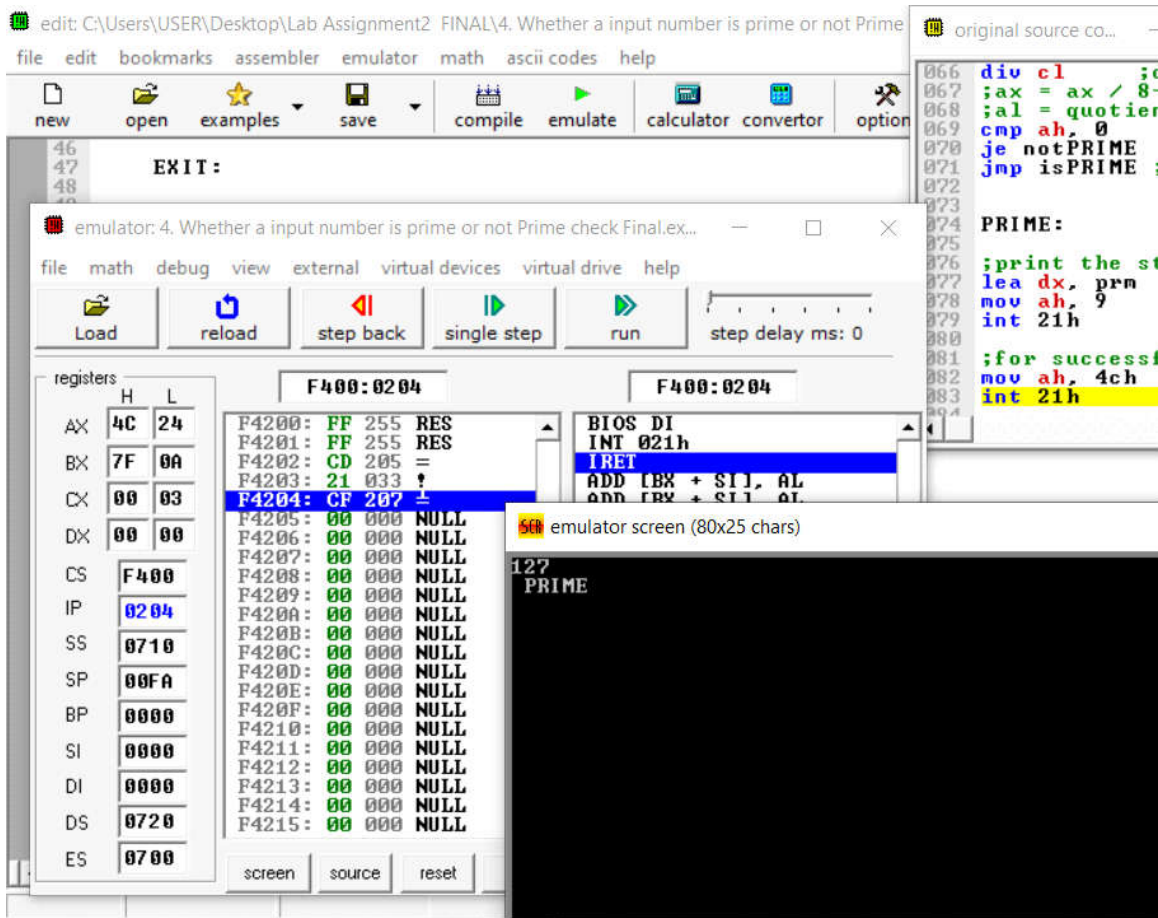 edit: C:\Users\USER\Desktop\Lab Assignment2 FINAL\4. Whether a input number is prime or not Prime
file edit bookmarks assembler emulator math ascii codes help
new open examples save compile emulate calculator convertor option
46
47 EXIT:
48
original source co...
066 div cl
067 ;ax = ax / 8-
068 ;al = quotien
069 cmp ah, 0
070 je notPRIME
071 jmp isPRIME ;
072
073
074 PRIME:
075
076 ;print the st
077 lea dx, prm
078 mov ah, 9
079 int 21h
080
081 ;for successf
082 mov ah, 4ch
083 int 21h
emulator: 4. Whether a input number is prime or not Prime check Final.ex...
file math debug view external virtual devices virtual drive help
Load reload step back single step run step delay ms: 0
registers
H L
AX 4C 24
BX 7F 0A
CX 00 03
DX 00 00
CS F400
IP 0204
SS 0710
SP 00FA
BP 0000
SI 0000
DI 0000
DS 0720
ES 0700
F400:0204
F4200: FF 255 RES
F4201: FF 255 RES
F4202: CD 205 =
F4203: 21 033 !
F4204: CF 207 ╧
F4205: 00 000 NULL
F4206: 00 000 NULL
F4207: 00 000 NULL
F4208: 00 000 NULL
F4209: 00 000 NULL
F420A: 00 000 NULL
F420B: 00 000 NULL
F420C: 00 000 NULL
F420D: 00 000 NULL
F420E: 00 000 NULL
F420F: 00 000 NULL
F4210: 00 000 NULL
F4211: 00 000 NULL
F4212: 00 000 NULL
F4213: 00 000 NULL
F4214: 00 000 NULL
F4215: 00 000 NULL
F400:0204
BIOS DI
INT 021h
IRET
ADD [BX + SI], AL
ADD [BX + SI], AL
screen source reset
SCR emulator screen (80x25 chars)
127
PRIME